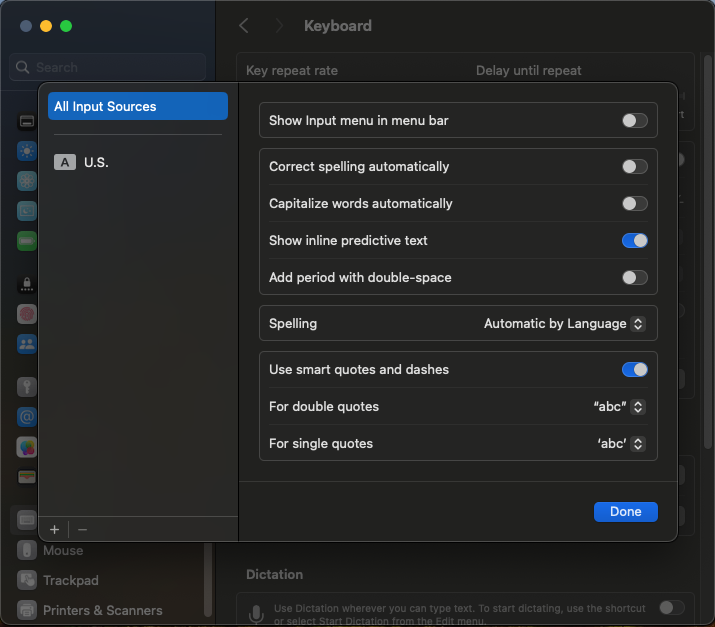 Keyboard
Search
Key repeat rate
Delay until repeat
All Input Sources
A U.S.
Show Input menu in menu bar
Correct spelling automatically
Capitalize words automatically
Show inline predictive text
Add period with double-space
Spelling Automatic by Language
Use smart quotes and dashes
For double quotes “abc”
For single quotes ‘abc’
Done
Mouse
Trackpad
Printers & Scanners
Dictation
Use Dictation wherever you can type text. To start dictating, use the shortcut
or select Start Dictation from the Edit menu.